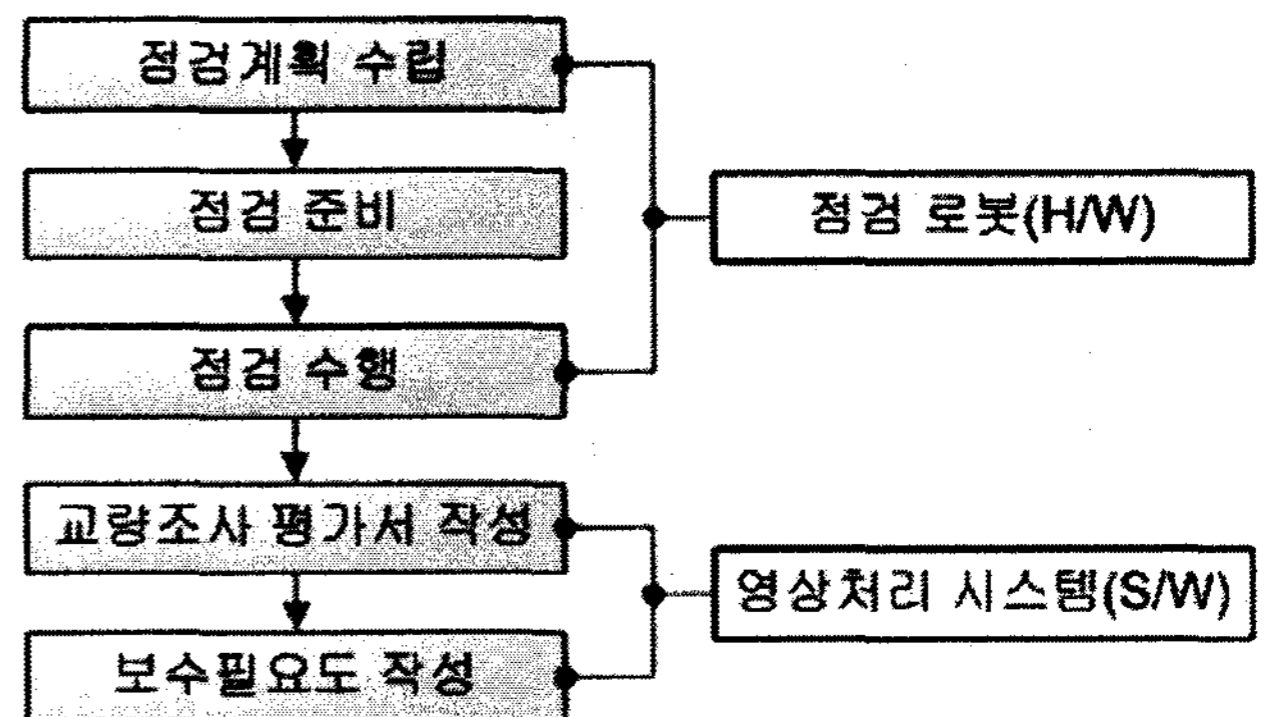 점검계획 수립
점검 준비
점검 로봇(H/W)
점검 수행
교량조사 평가서 작성
영상처리 시스템(S/W)
보수필요도 작성